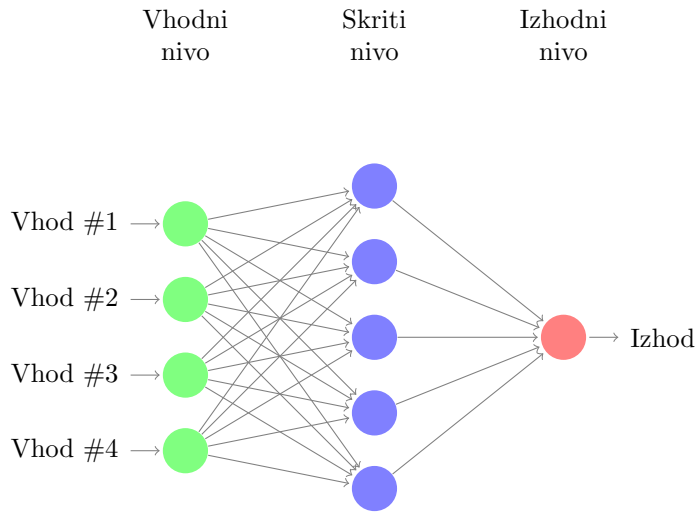 Vhodni
nivo
Skriti
nivo
Izhodni
nivo
Vhod #1
Vhod #2
Vhod #3
Vhod #4
Izhod